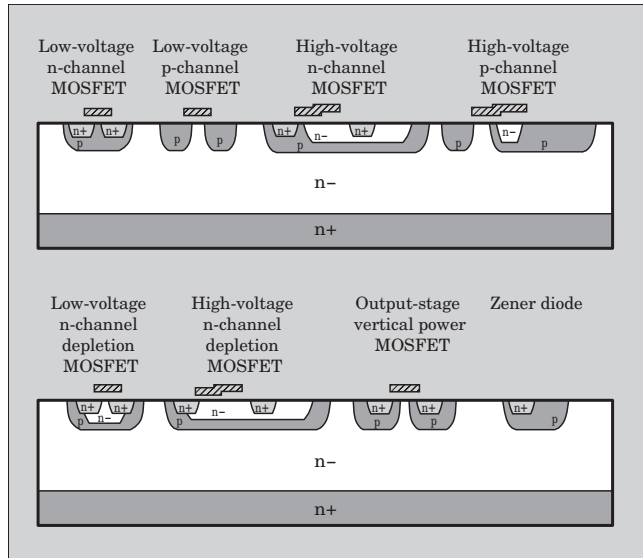 Low-voltage
n-channel
MOSFET
Low-voltage
p-channel
MOSFET
High-voltage
n-channel
MOSFET
High-voltage
p-channel
MOSFET
n+ n+
p
p p
n+ n− n+
p
p
n−
p
n−
n+
Low-voltage
n-channel
depletion
MOSFET
High-voltage
n-channel
depletion
MOSFET
Output-stage
vertical power
MOSFET
Zener diode
n+ n+
n−
p
n+ n− n+
p
n+ n+
p p
n+
p
n−
n+